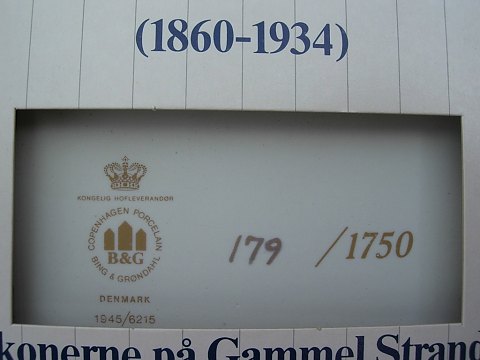 (1860-1934)
KONGELIG HOFLEVERANDØR
COPENHAGEN PORCELAIN
B&G
BING & GRØNDAHL
DENMARK
1945/6215
179 /1750
konerne på Gammel Strand